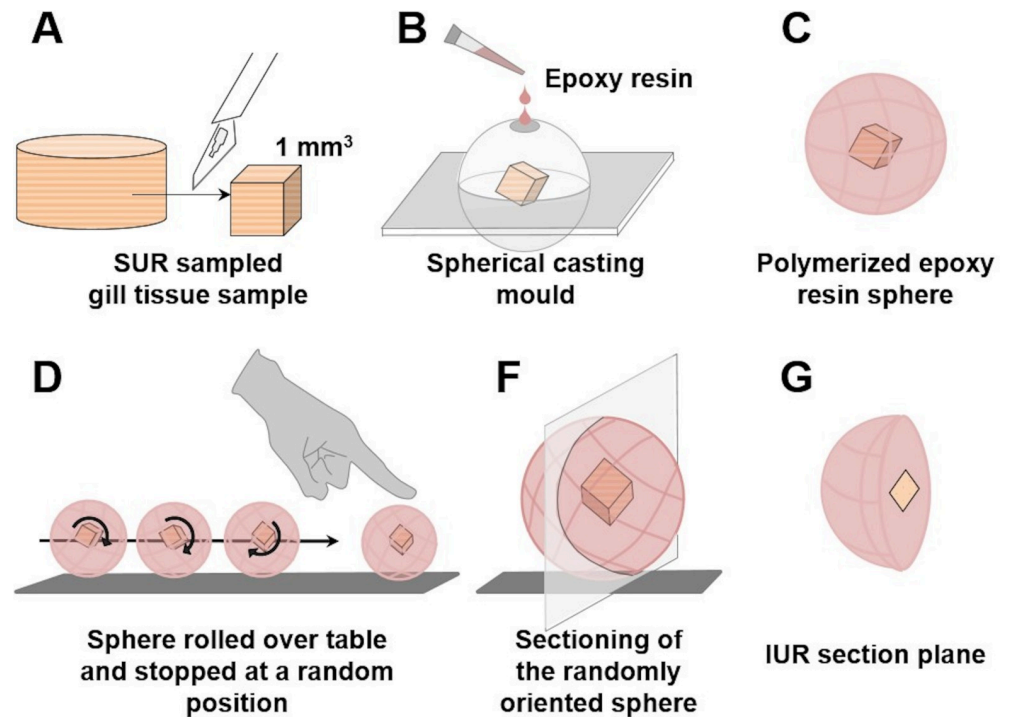 A
B
C
Epoxy resin
1 mm³
SUR sampled
gill tissue sample
Spherical casting
mould
Polymerized epoxy
resin sphere
D
F
G
Sphere rolled over table
and stopped at a random
position
Sectioning of
the randomly
oriented sphere
IUR section plane